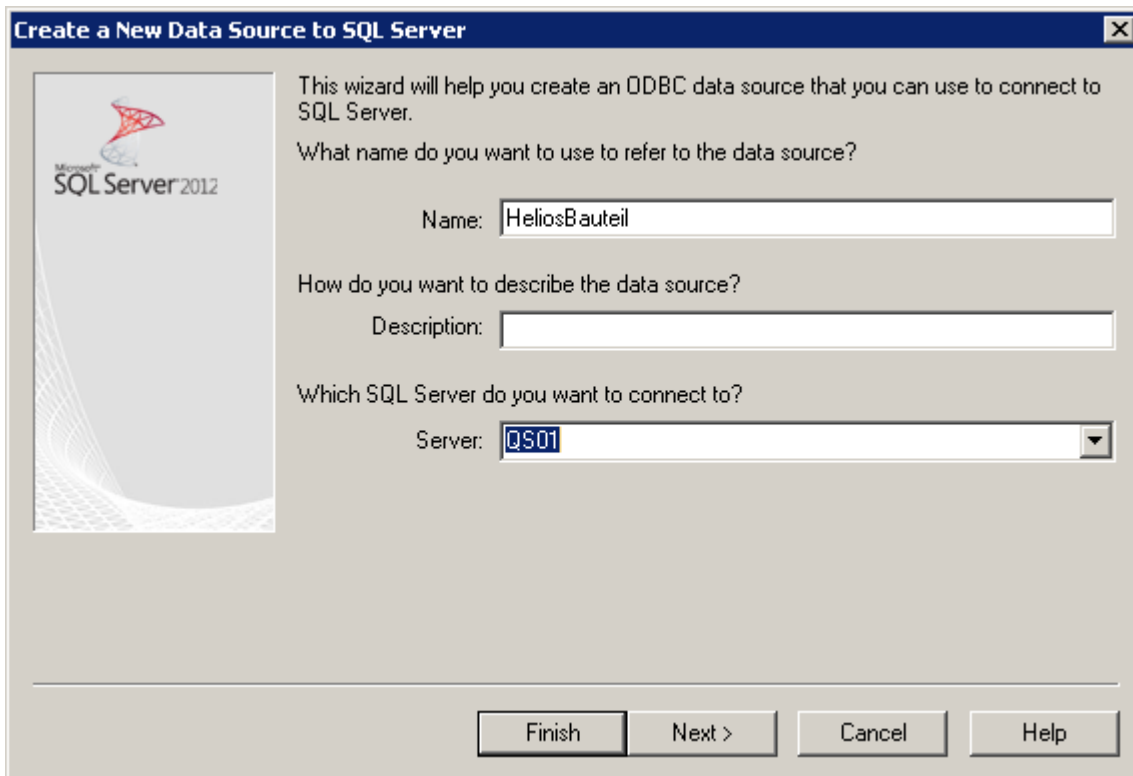 Create a New Data Source to SQL Server
This wizard will help you create an ODBC data source that you can use to connect to
SQL Server.
What name do you want to use to refer to the data source?
Microsoft®
SQL Server 2012
Name: HeliosBauteil
How do you want to describe the data source?
Description:
Which SQL Server do you want to connect to?
Server: QS01
Finish Next > Cancel Help